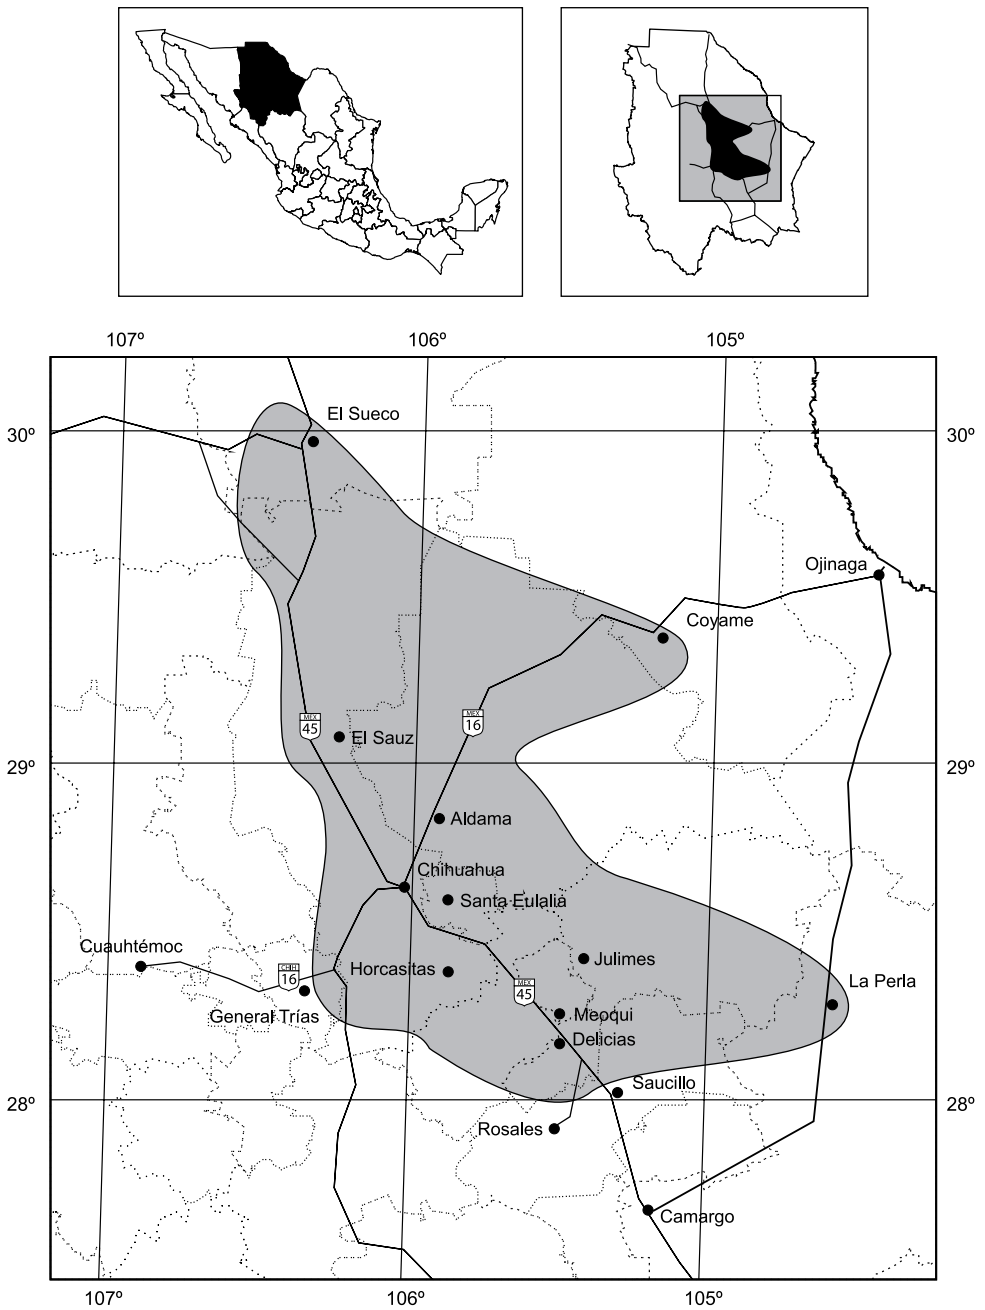 107º 106º 105º
El Sueco
30º 30º
Ojinaga
Coyame
MEX 45
MEX 16
El Sauz
29º 29º
Aldama
Chihuahua
Santa Eulalia
Cuauhtémoc
Julimes
Horcasitas
CHIH 16
La Perla
MEX 45
General Trías
Meoqui
Delicias
Saucillo
28º 28º
Rosales
Camargo
107º 106º 105º